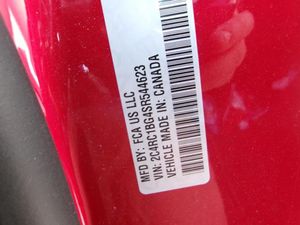 MFD BY: FCA US LLC
VIN: 2C4RC1BG4SR544623
VEHICLE MADE IN: CANADA